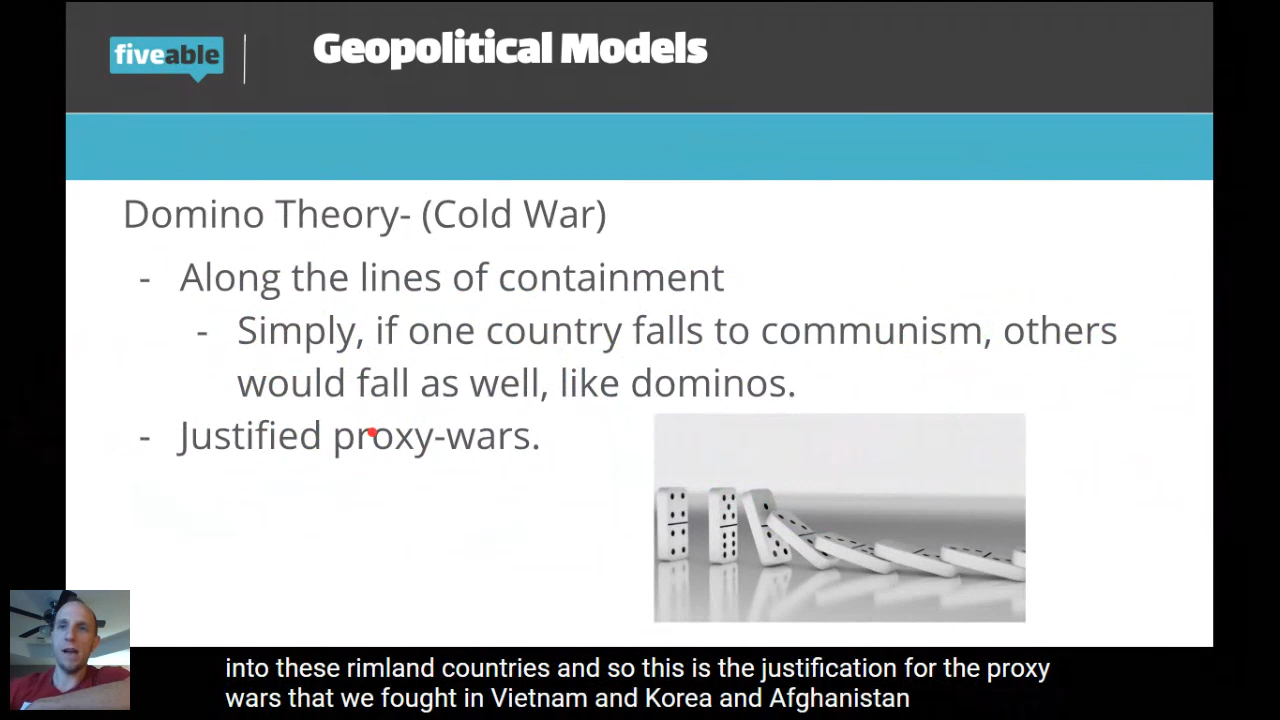 fiveable
Geopolitical Models
Domino Theory- (Cold War)
- Along the lines of containment
- Simply, if one country falls to communism, others
would fall as well, like dominos.
- Justified proxy-wars.
into these rimland countries and so this is the justification for the proxy
wars that we fought in Vietnam and Korea and Afghanistan